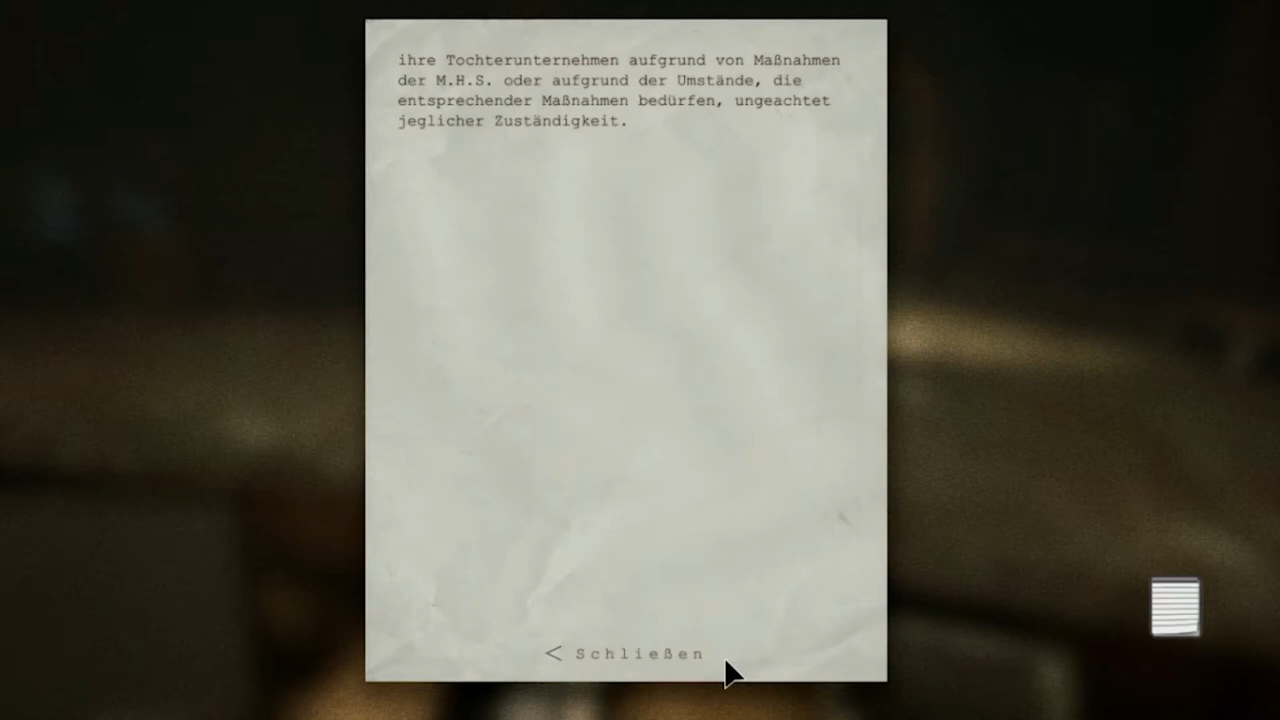 ihre Tochterunternehmen aufgrund von Maßnahmen
der M.H.S. oder aufgrund der Umstände, die
entsprechender Maßnahmen bedürfen, ungeachtet
jeglicher Zuständigkeit.
< Schließen